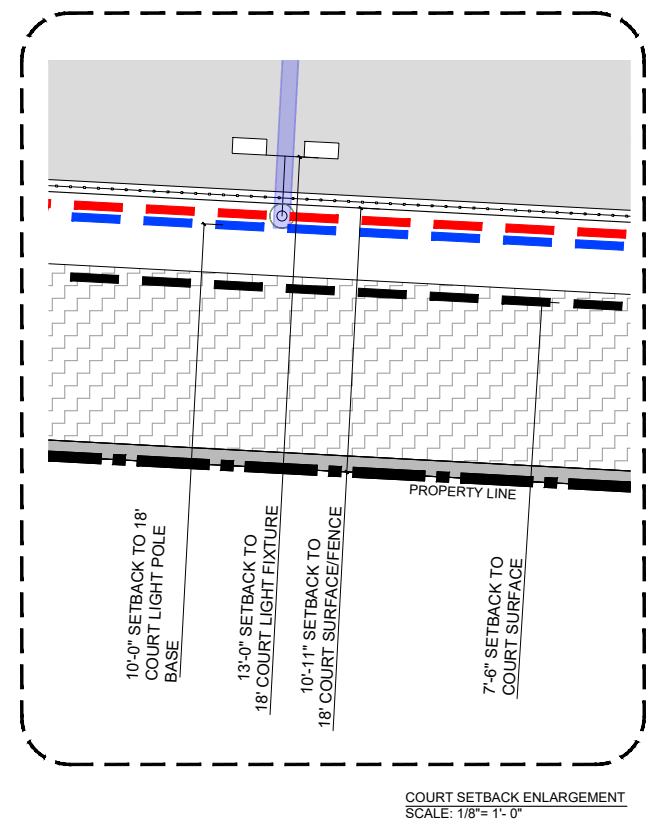 PROPERTY LINE
10'-0" SETBACK TO 18'
COURT LIGHT POLE
BASE
13'-0" SETBACK TO
18' COURT LIGHT FIXTURE
10'-11" SETBACK TO
18' COURT SURFACE/FENCE
7'-6" SETBACK TO
COURT SURFACE
COURT SETBACK ENLARGEMENT
SCALE: 1/8"= 1'- 0"